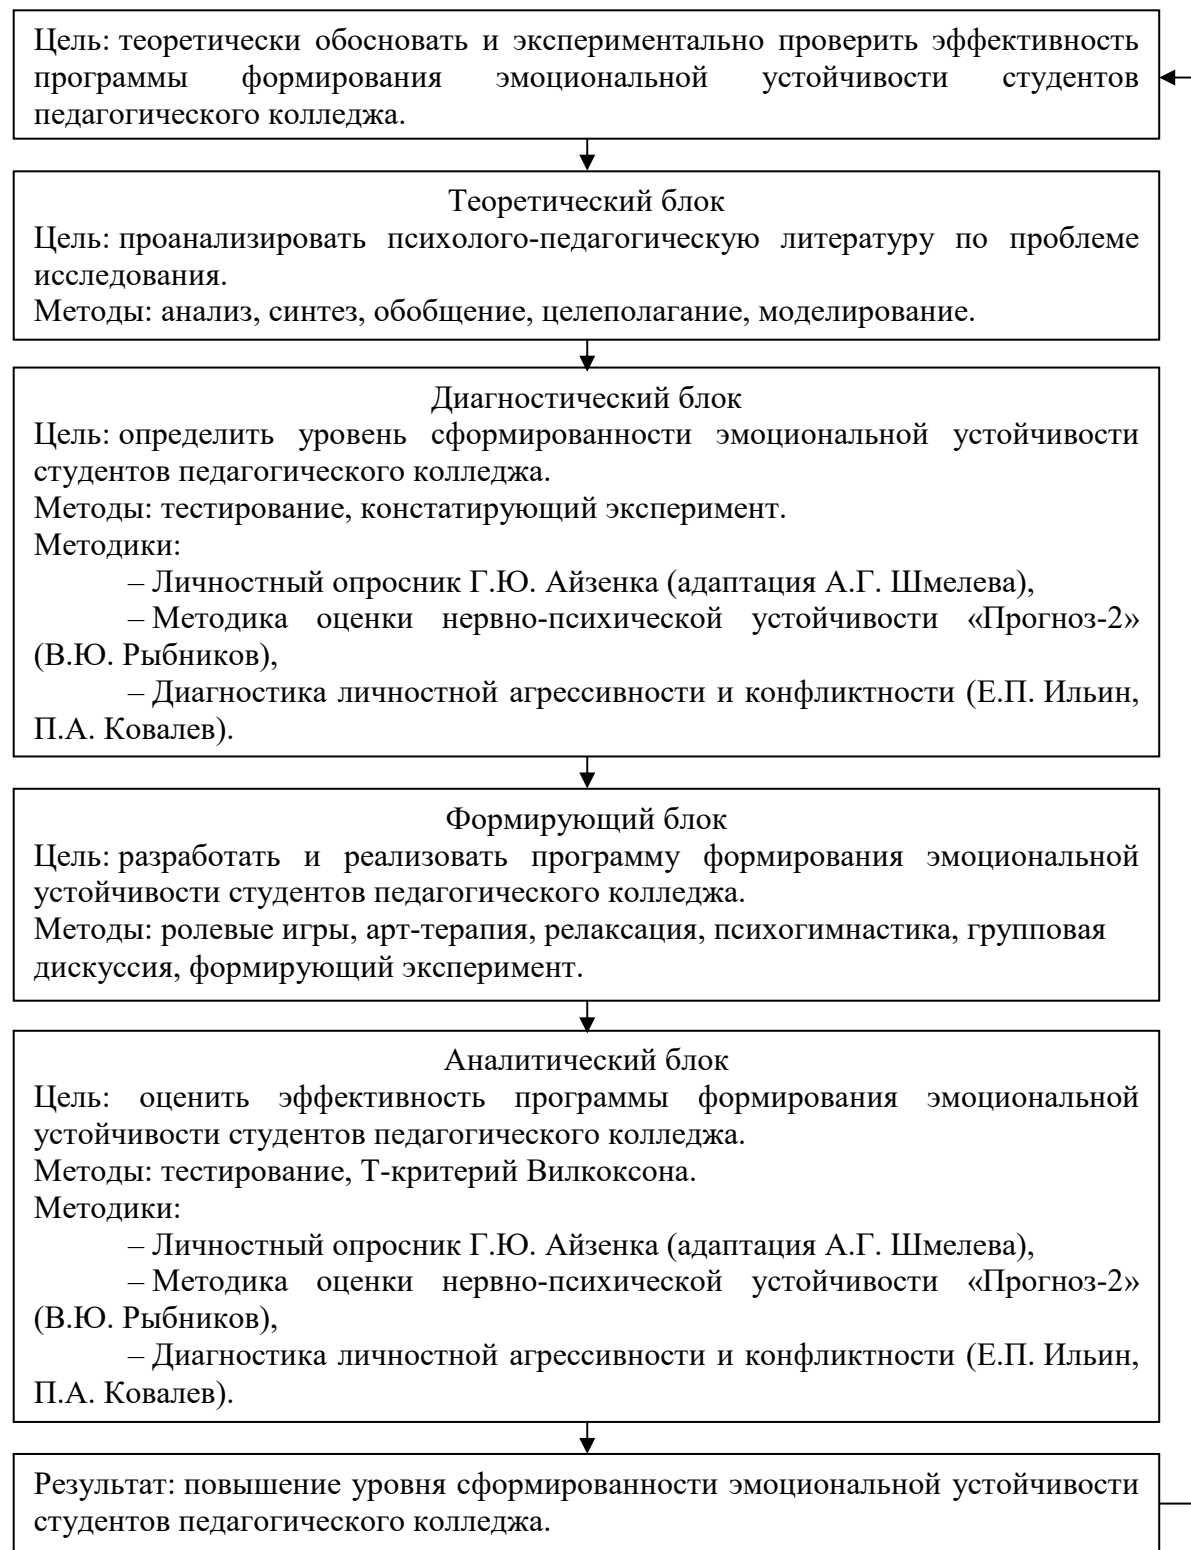 Цель: теоретически обосновать и экспериментально проверить эффективность
программы формирования эмоциональной устойчивости студентов
педагогического колледжа.
Теоретический блок
Цель: проанализировать психолого-педагогическую литературу по проблеме
исследования.
Методы: анализ, синтез, обобщение, целеполагание, моделирование.
Диагностический блок
Цель: определить уровень сформированности эмоциональной устойчивости
студентов педагогического колледжа.
Методы: тестирование, констатирующий эксперимент.
Методики:
– Личностный опросник Г.Ю. Айзенка (адаптация А.Г. Шмелева),
– Методика оценки нервно-психической устойчивости «Прогноз-2»
(В.Ю. Рыбников),
– Диагностика личностной агрессивности и конфликтности (Е.П. Ильин,
П.А. Ковалев).
Формирующий блок
Цель: разработать и реализовать программу формирования эмоциональной
устойчивости студентов педагогического колледжа.
Методы: ролевые игры, арт-терапия, релаксация, психогимнастика, групповая
дискуссия, формирующий эксперимент.
Аналитический блок
Цель: оценить эффективность программы формирования эмоциональной
устойчивости студентов педагогического колледжа.
Методы: тестирование, Т-критерий Вилкоксона.
Методики:
– Личностный опросник Г.Ю. Айзенка (адаптация А.Г. Шмелева),
– Методика оценки нервно-психической устойчивости «Прогноз-2»
(В.Ю. Рыбников),
– Диагностика личностной агрессивности и конфликтности (Е.П. Ильин,
П.А. Ковалев).
Результат: повышение уровня сформированности эмоциональной устойчивости
студентов педагогического колледжа.